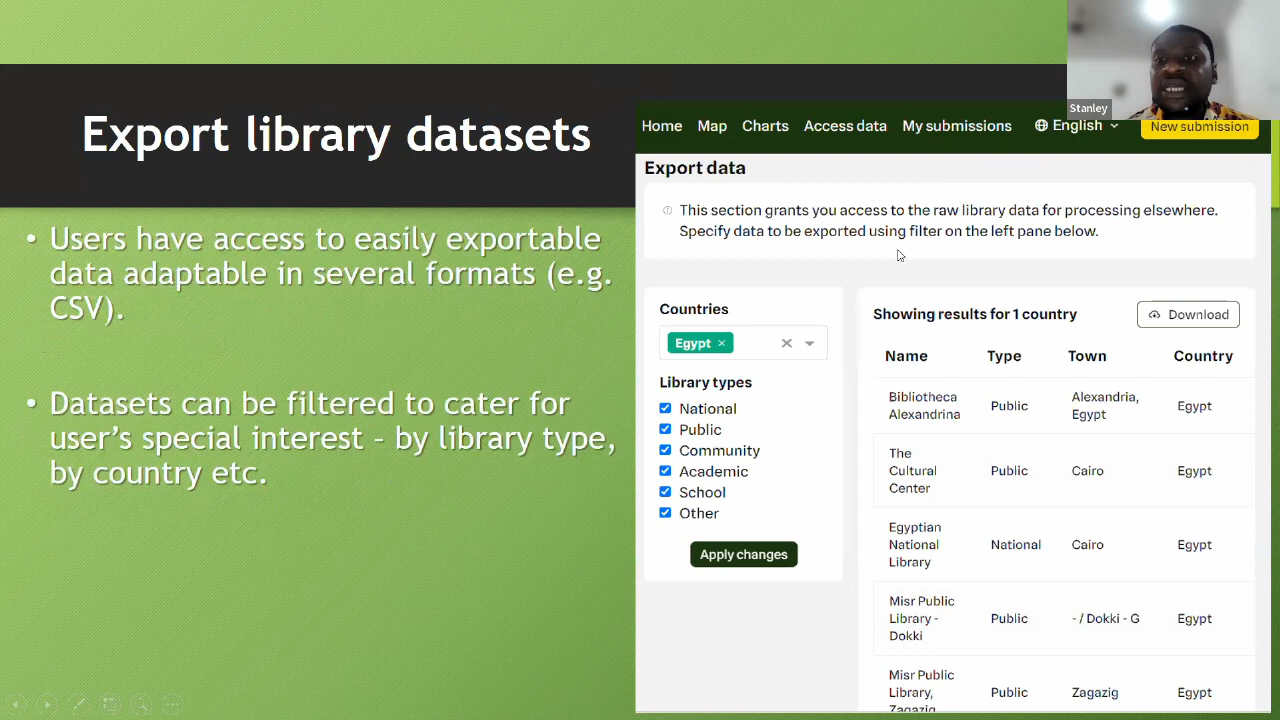 Stanley
Export library datasets
• Users have access to easily exportable
data adaptable in several formats (e.g.
CSV).
• Datasets can be filtered to cater for
user's special interest – by library type,
by country etc.
Home Map Charts Access data My submissions English New submission
Export data
This section grants you access to the raw library data for processing elsewhere.
Specify data to be exported using filter on the left pane below.
Countries
Egypt ×
Library types
National
Public
Community
Academic
School
Other
Apply changes
Showing results for 1 country
Download
Name Type Town Country
Bibliotheca
Alexandrina
Public
Alexandria,
Egypt
Egypt
The
Cultural
Center
Public
Cairo
Egypt
Egyptian
National
Library
National
Cairo
Egypt
Misr Public
Library -
Dokki
Public
- / Dokki - G
Egypt
Misr Public
Library,
Zagazig
Public
Zagazig
Egypt